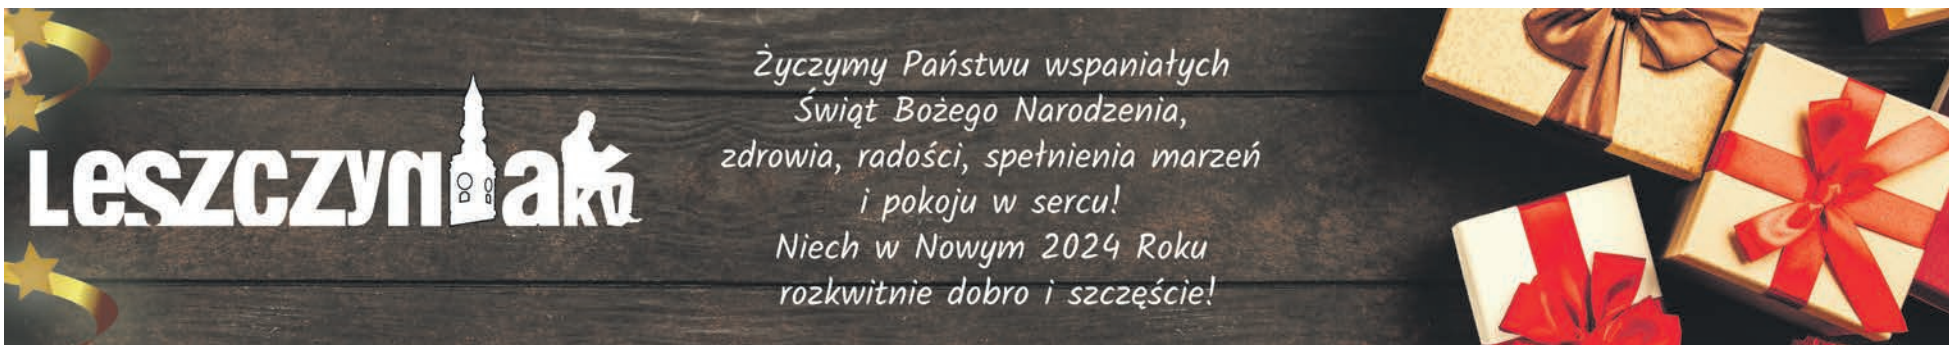 LESZCZYNIAK
Życzymy Państwu wspaniałych
Świąt Bożego Narodzenia,
zdrowia, radości, spełnienia marzeń
i pokoju w sercu!
Niech w Nowym 2024 Roku
rozkwitnie dobro i szczęście!